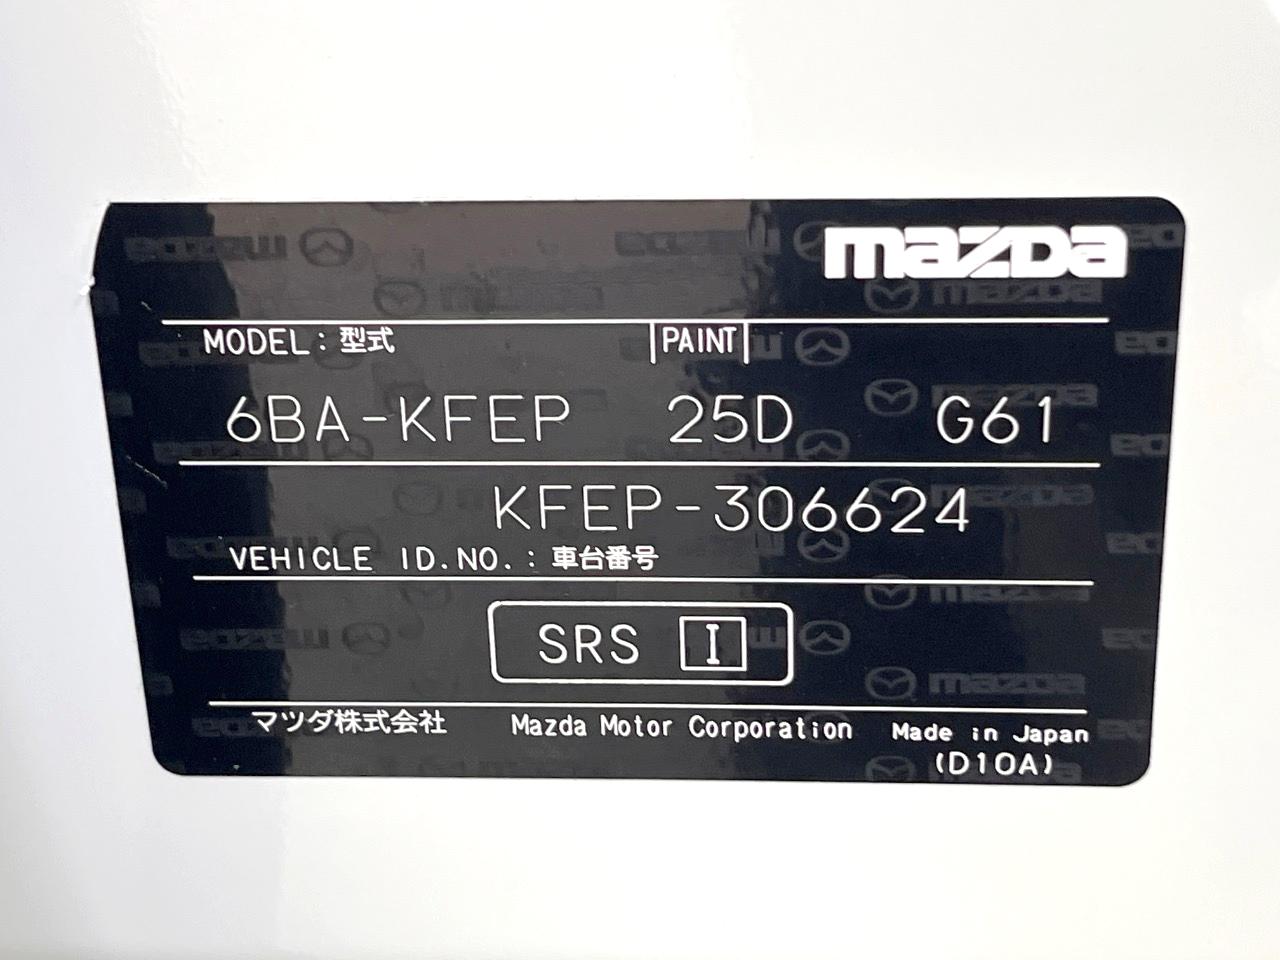 mazda
MODEL: 型式 PAINT
6BA-KFEP 25D G61
KFEP-306624
VEHICLE ID.NO.: 車台番号
SRS I
マツダ株式会社 Mazda Motor Corporation Made in Japan
(D10A)